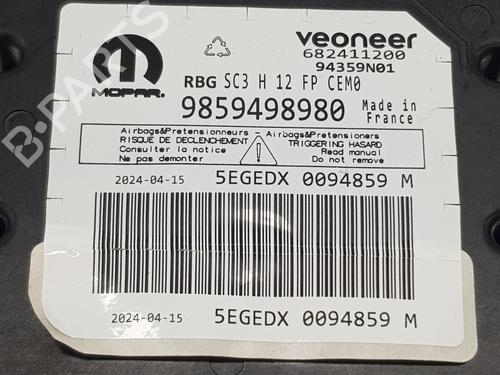 MOPAR.
veoneer
682411200
94359N01
RBG SC3 H 12 FP CEM0
9859498980
Made in
France
Airbags&Pretensionneurs - Airbags&Pretensioners
RISQUE DE DECLENCHEMENT
Consulter la notice
Ne pas demonter
TRIGGERING HASARD
Read manual
Do not remove
2024-04-15 5EGEDX 0094859 M
2024-04-15 5EGEDX 0094859 M
B-PARTS